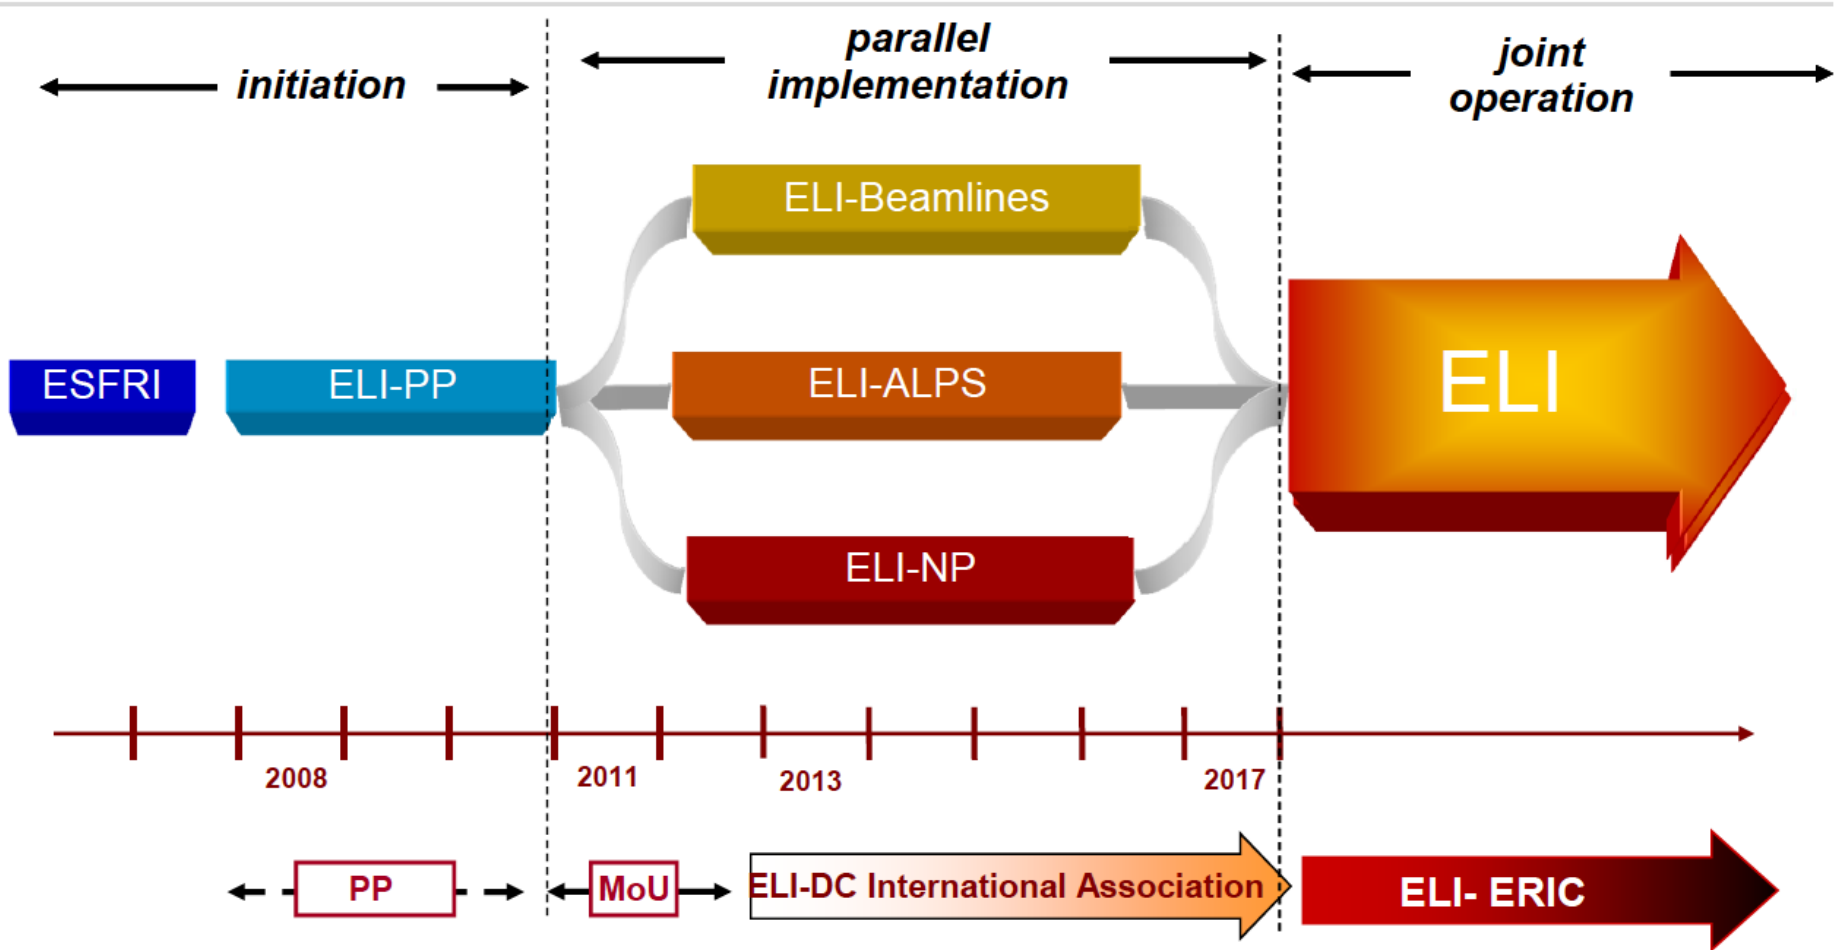 initiation
parallel
implementation
joint
operation
ELI-Beamlines
ESFRI
ELI-PP
ELI-ALPS
ELI
ELI-NP
2008
2011
2013
2017
PP
MoU
ELI-DC International Association
ELI- ERIC